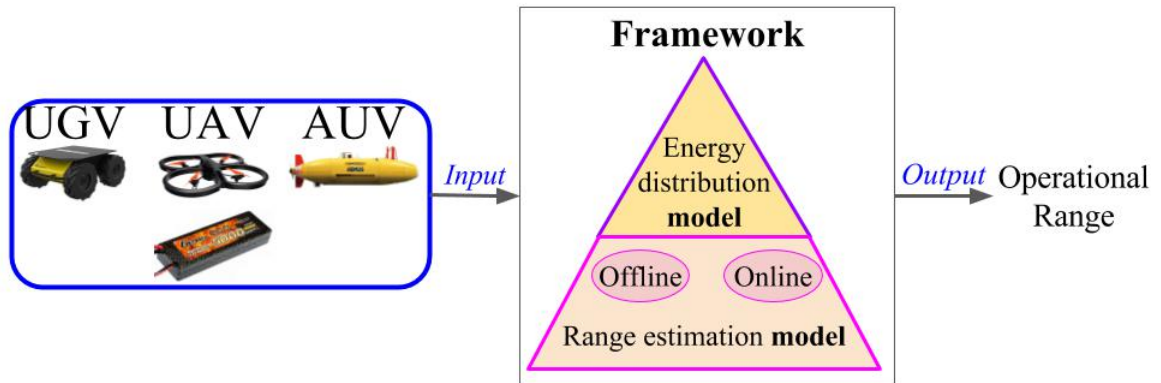 Framework
UGV UAV AUV
Energy
distribution
model
Input
Output
Operational
Range
Offline Online
Range estimation model